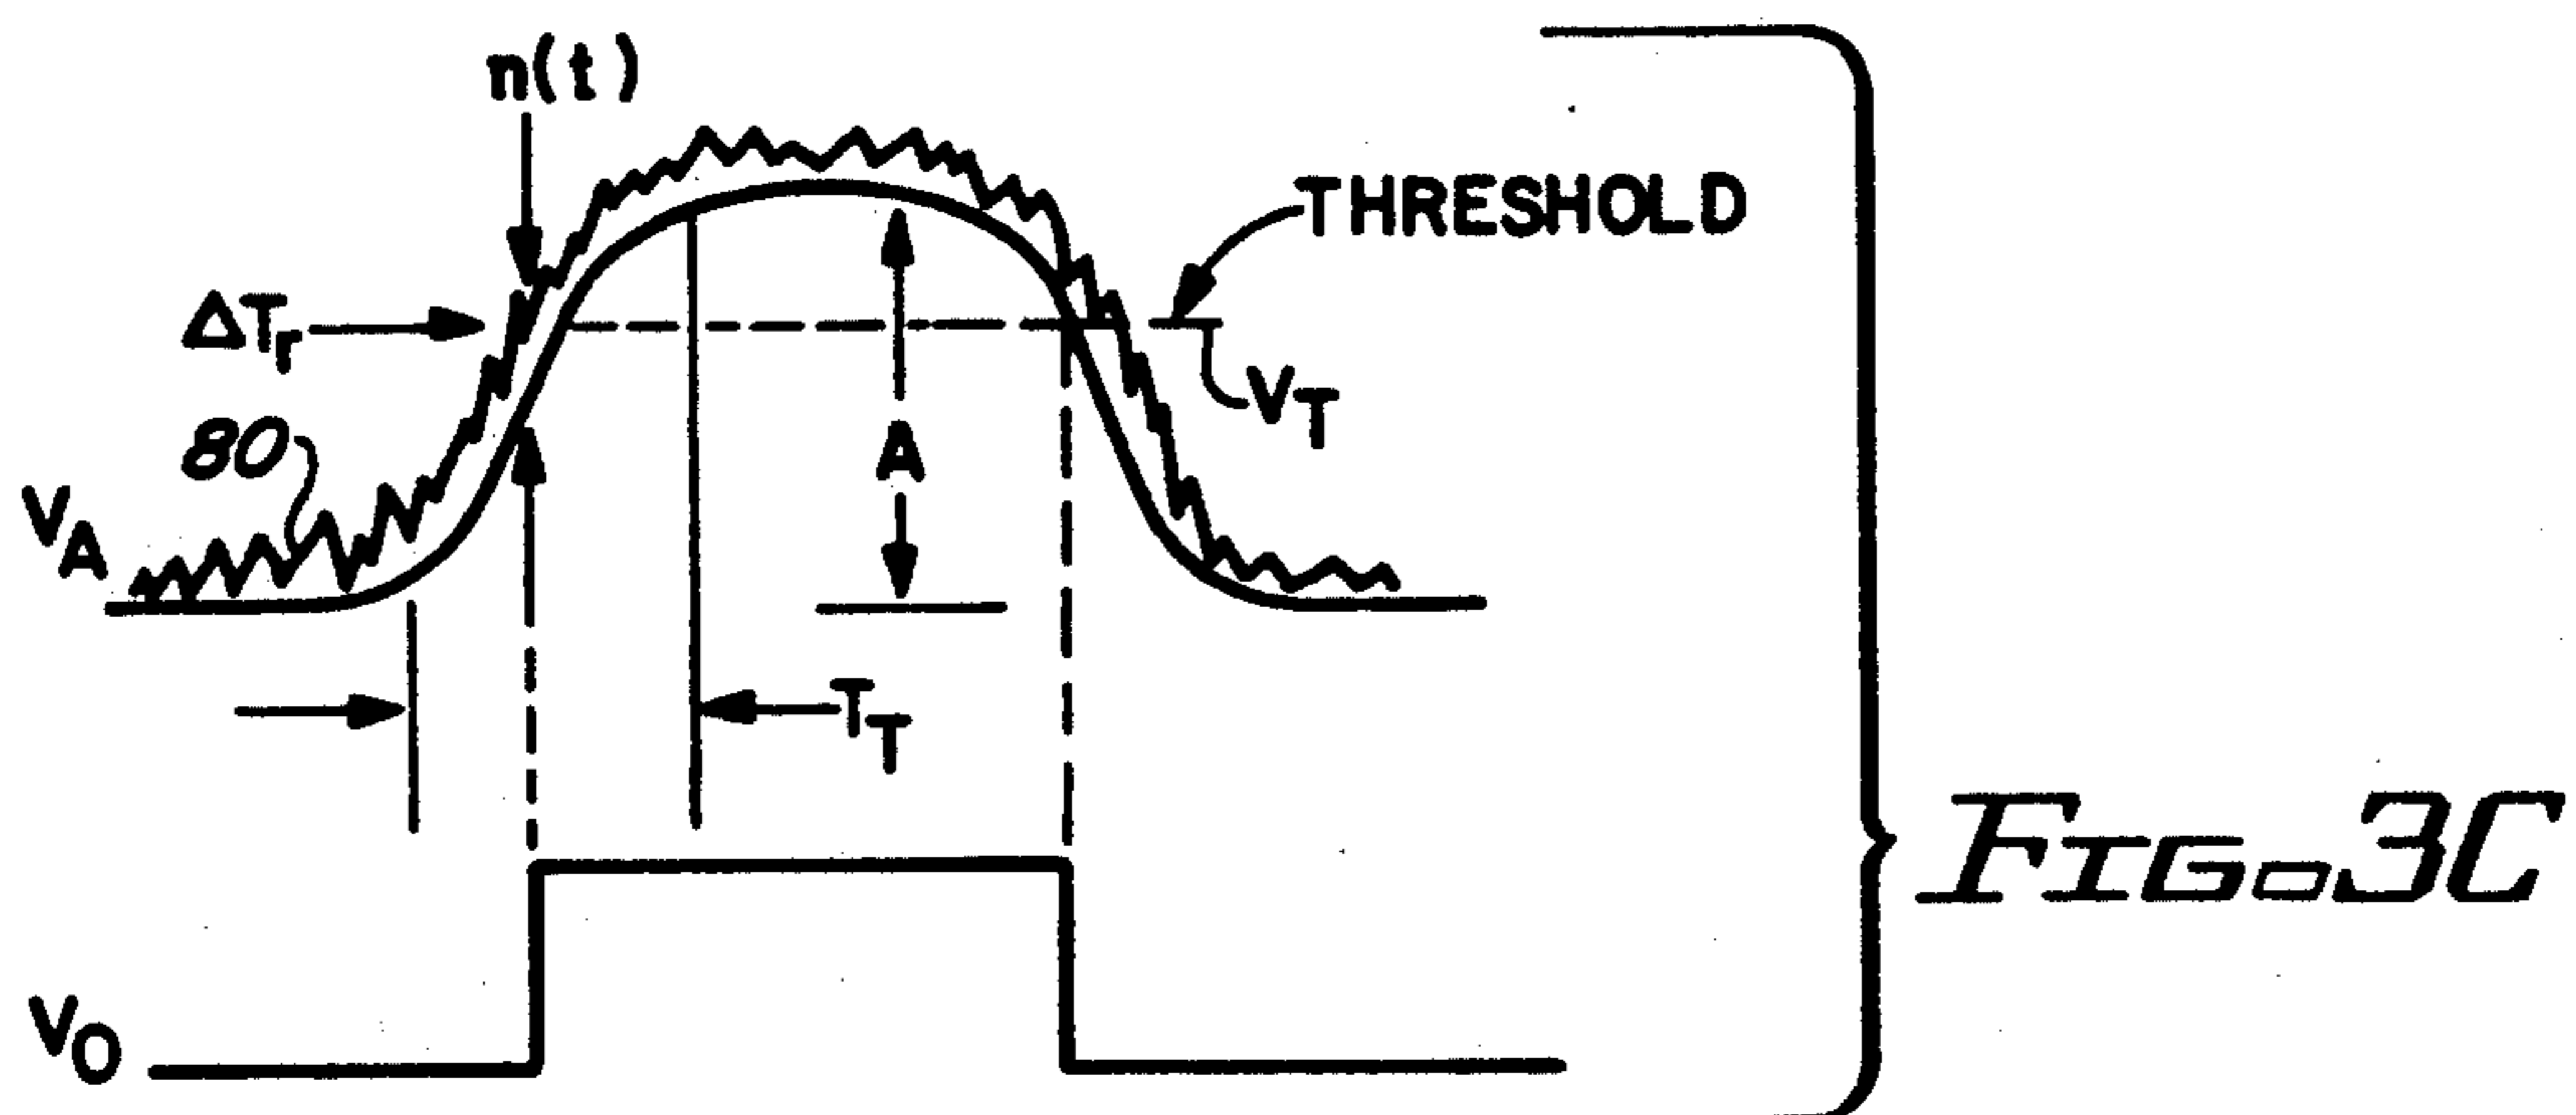 n(t)
THRESHOLD
ΔTr
VT
80
A
VA
TT
VO
FIG. 3C